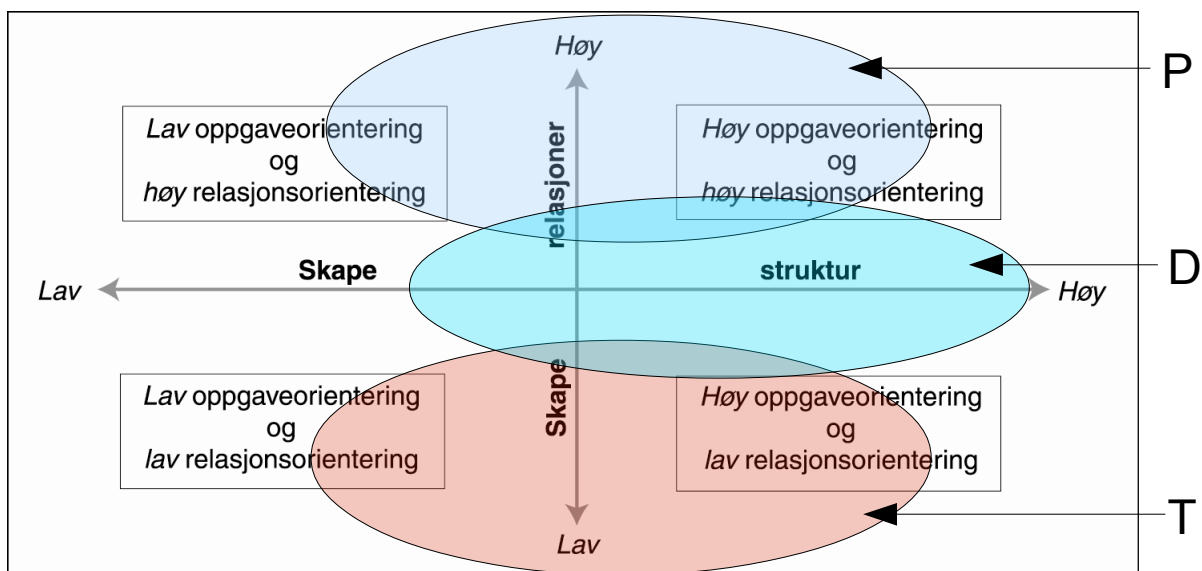 Høy
P
Lav oppgaveorientering
og
høy relasjonsorientering
relasjoner
Høy oppgaveorientering
og
høy relasjonsorientering
Skape
struktur
D
Lav
Høy
Lav oppgaveorientering
og
lav relasjonsorientering
Skape
Høy oppgaveorientering
og
lav relasjonsorientering
T
Lav